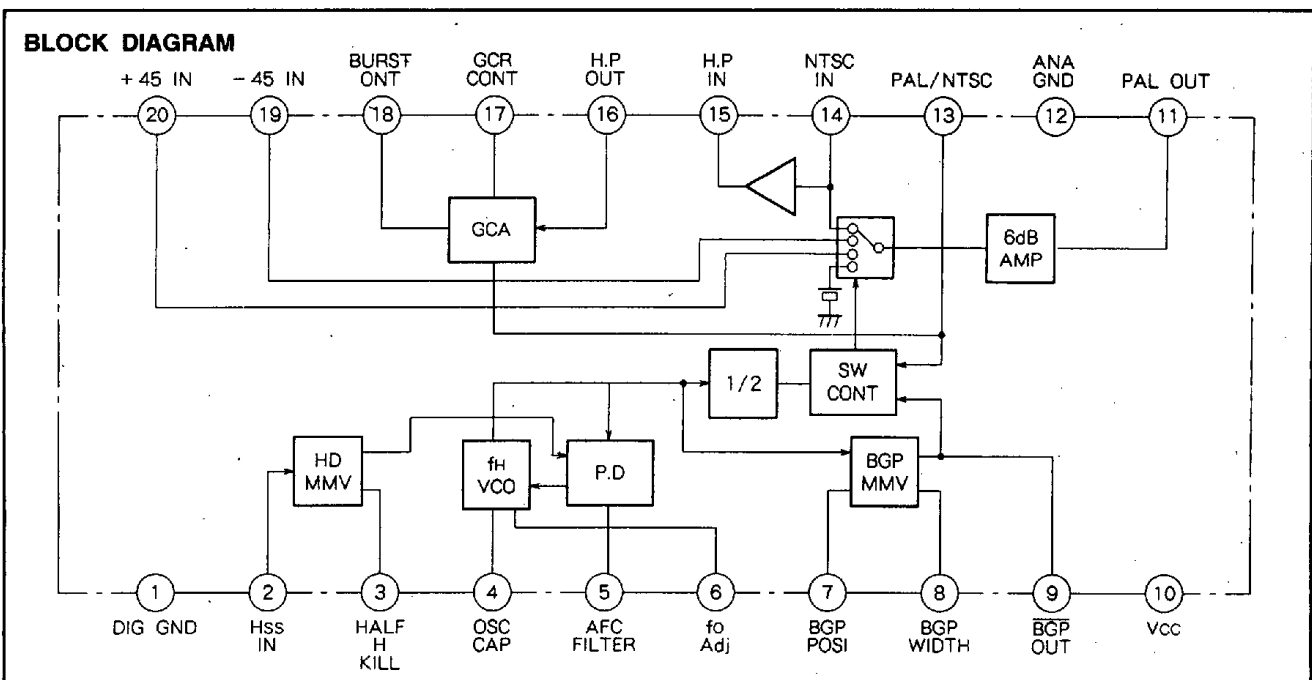 BLOCK DIAGRAM
+ 45 IN
- 45 IN
BURST
ONT
GCR
CONT
H.P
OUT
H.P
IN
NTSC
IN
PAL/NTSC
ANA
GND
PAL OUT
20
19
18
17
16
15
14
13
12
11
GCA
6dB
AMP
1/2
SW
CONT
HD
MMV
fH
VCO
P.D
BGP
MMV
1
2
3
4
5
6
7
8
9
10
DIG GND
Hss
IN
HALF
H
KILL
OSC
CAP
AFC
FILTER
fo
Adj
BGP
POSI
BGP
WIDTH
BGP
OUT
Vcc